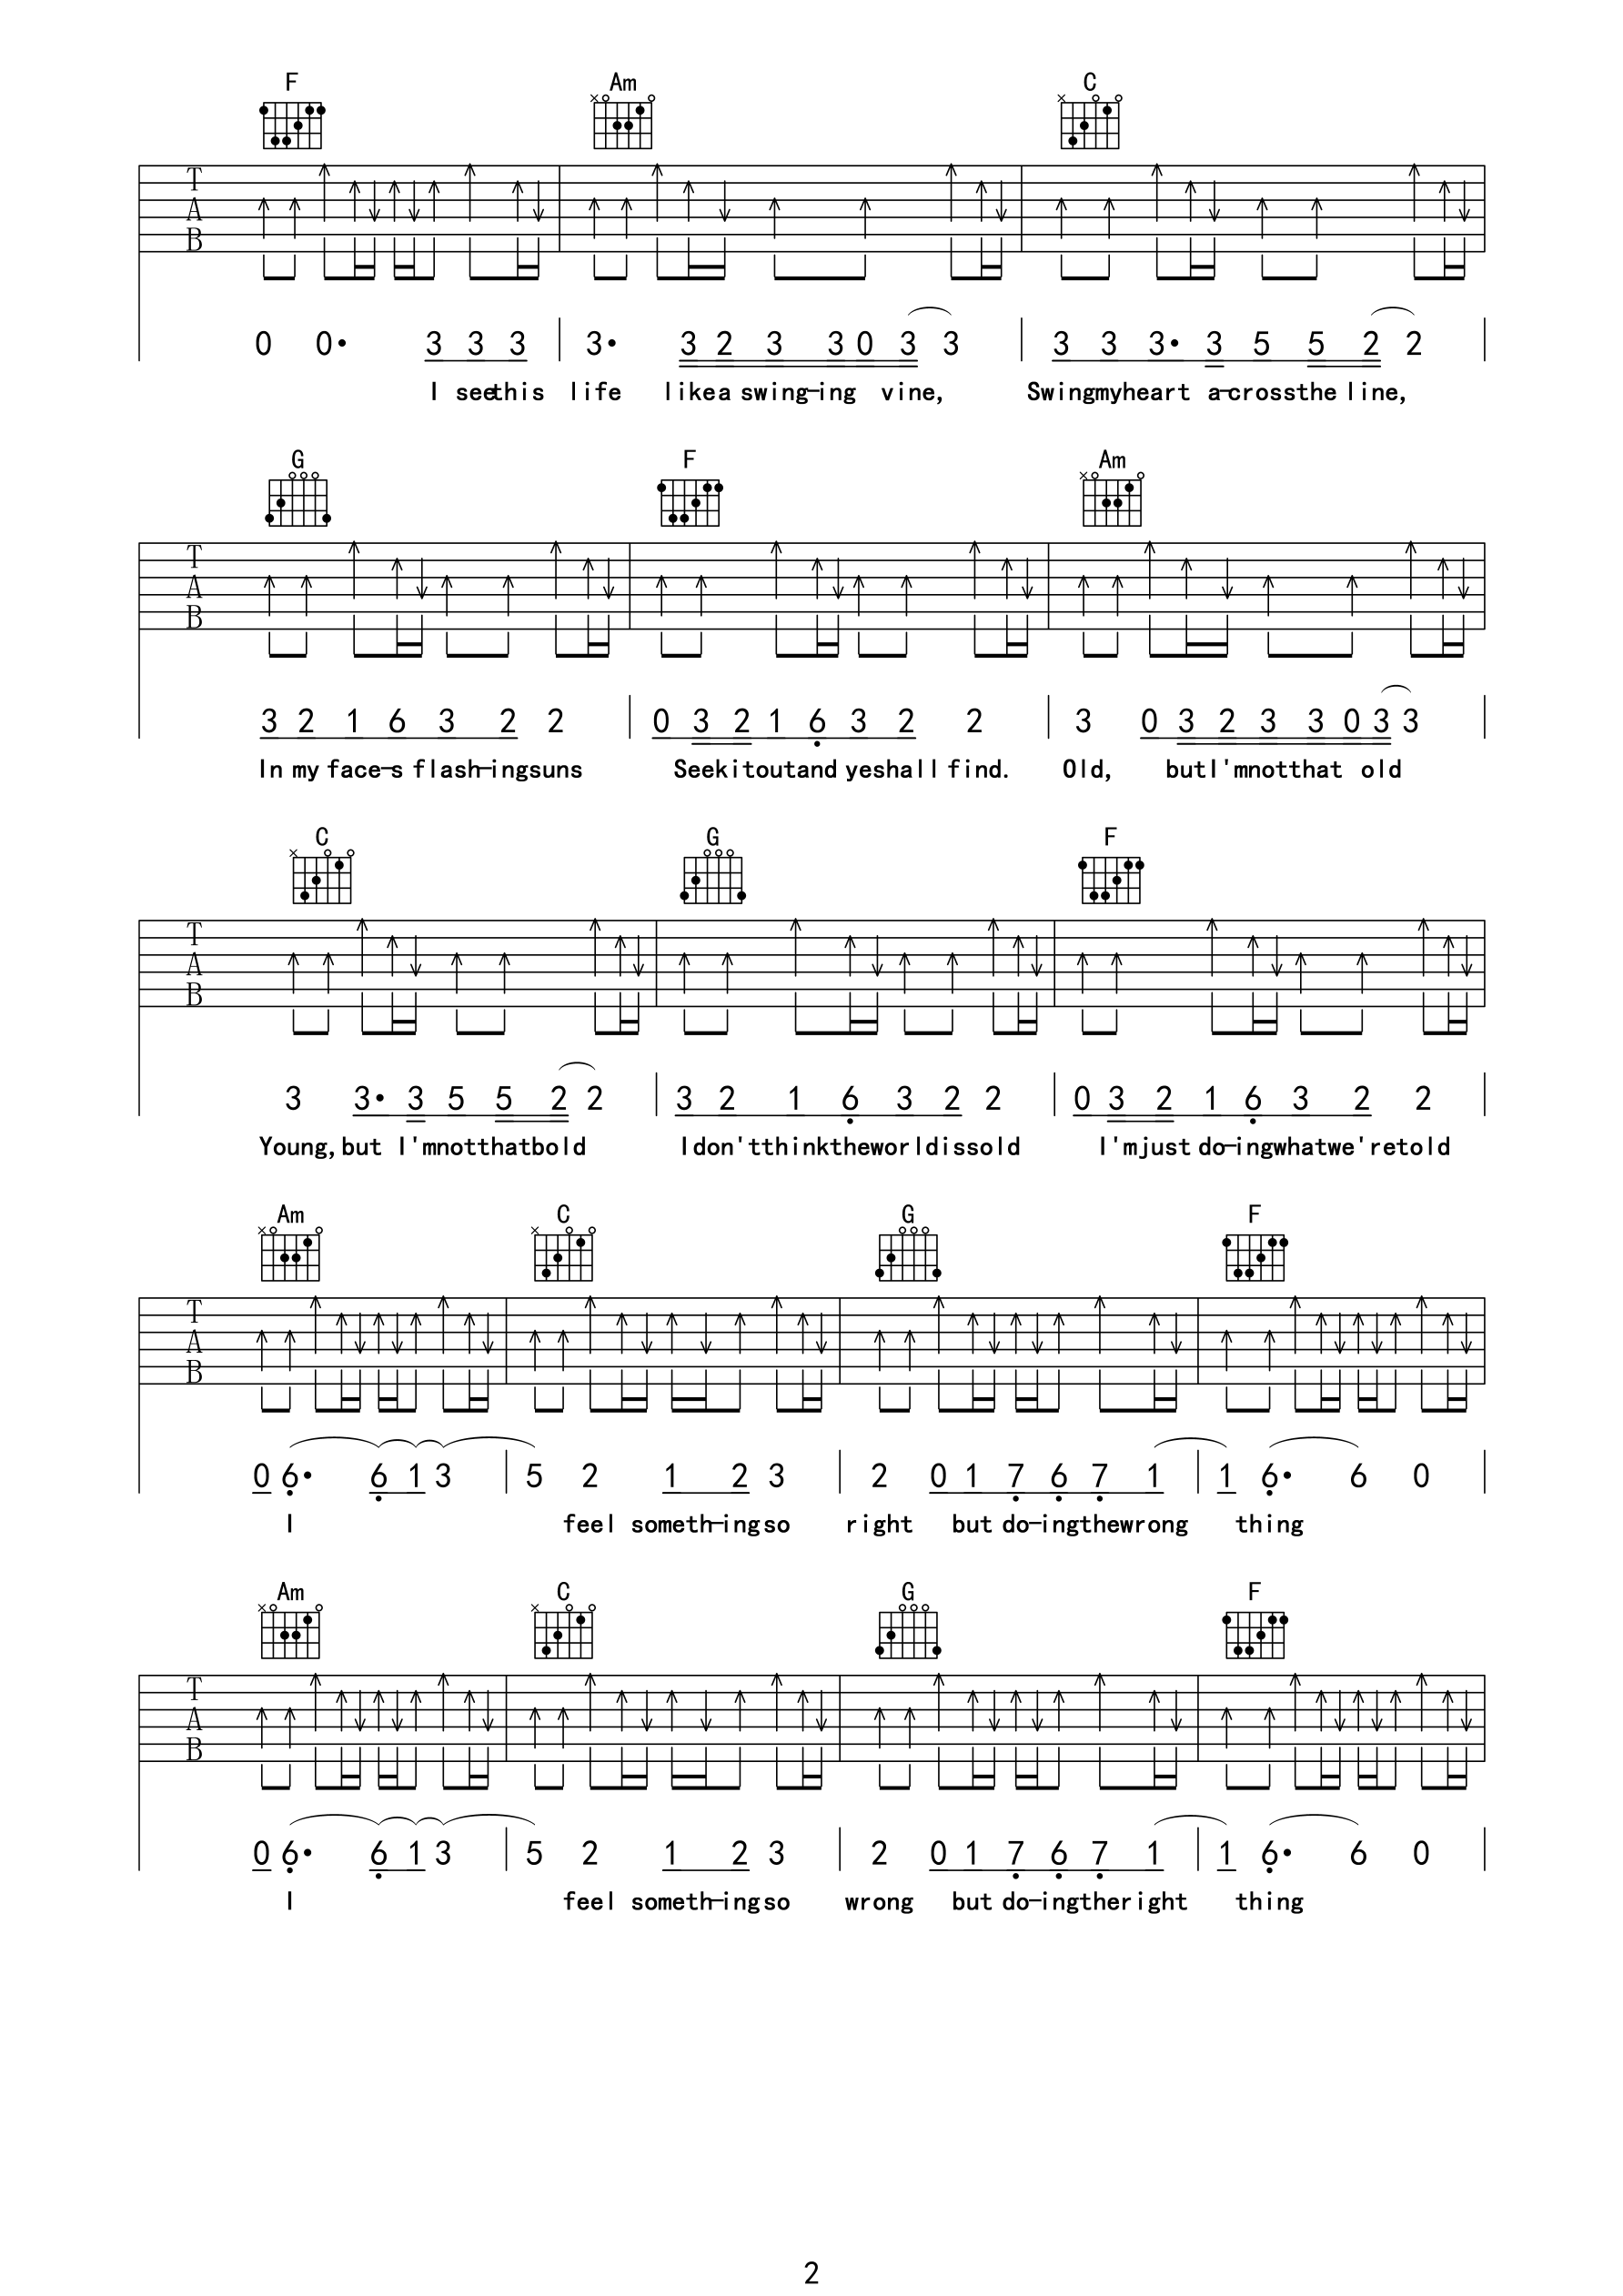 F Am C
T
A
B
0 0· 3 3 3 3· 3 2 3 3 0 3 3 3 3 3· 3 5 5 2 2
I seethis life likea swing-ing vine, Swingmyheart a-crossthe line,
G F Am
T
A
B
3 2 1 6 3 2 2 0 3 2 1 6 3 2 2 3 0 3 2 3 3 0 3 3
In my face-s flash-ingsuns Seekitoutand yeshall find. Old, butI'mnotthat old
C G F
T
A
B
3 3· 3 5 5 2 2 3 2 1 6 3 2 2 0 3 2 1 6 3 2 2
Young,but I'mnotthatbold Idon'tthinktheworldissold I'mjust do-ingwhatwe'retold
Am C G F
T
A
B
0 6· 6 1 3 5 2 1 2 3 2 0 1 7 6 7 1 1 6· 6 0
I feel someth-ingso right but do-ingthewrong thing
Am C G F
T
A
B
0 6· 6 1 3 5 2 1 2 3 2 0 1 7 6 7 1 1 6· 6 0
I feel someth-ingso wrong but do-ingtheright thing
2